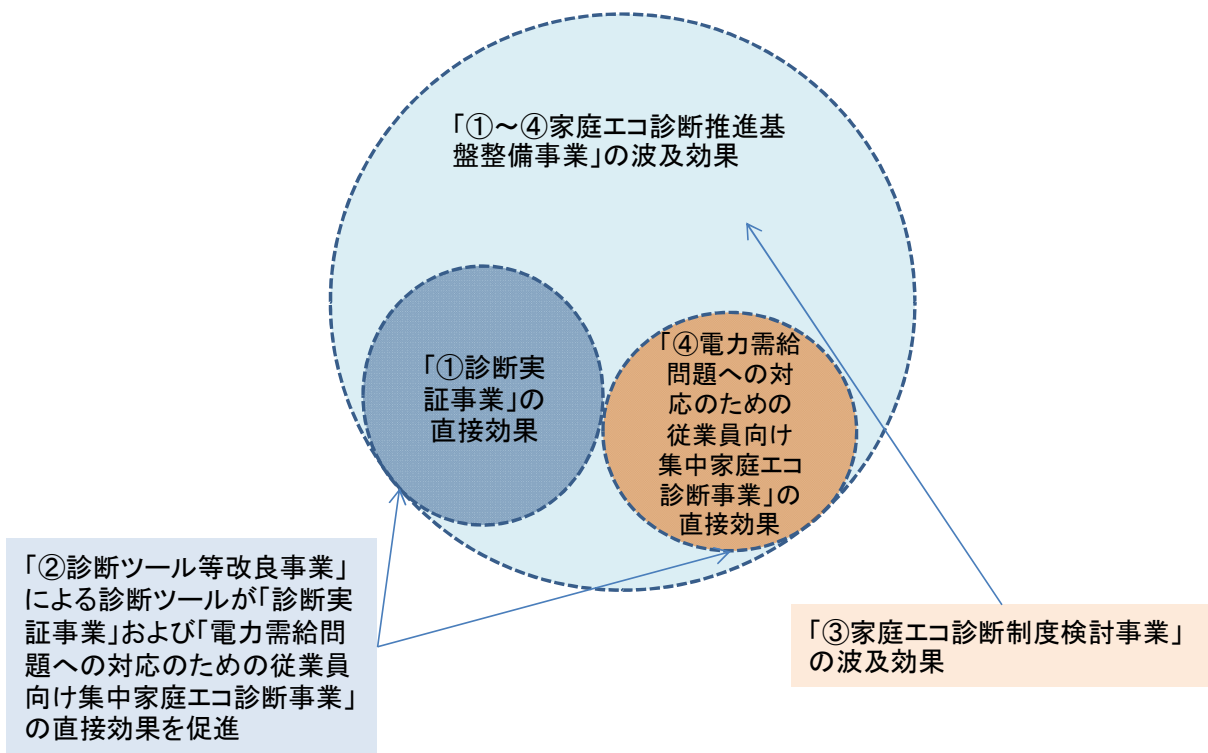 「①～④家庭エコ診断推進基
盤整備事業」の波及効果
「①診断実
証事業」の
直接効果
「④電力需給
問題への対
応のための
従業員向け
集中家庭エコ
診断事業」の
直接効果
「②診断ツール等改良事業」
による診断ツールが「診断実
証事業」および「電力需給問
題への対応のための従業員
向け集中家庭エコ診断事業」
の直接効果を促進
「③家庭エコ診断制度検討事業」
の波及効果